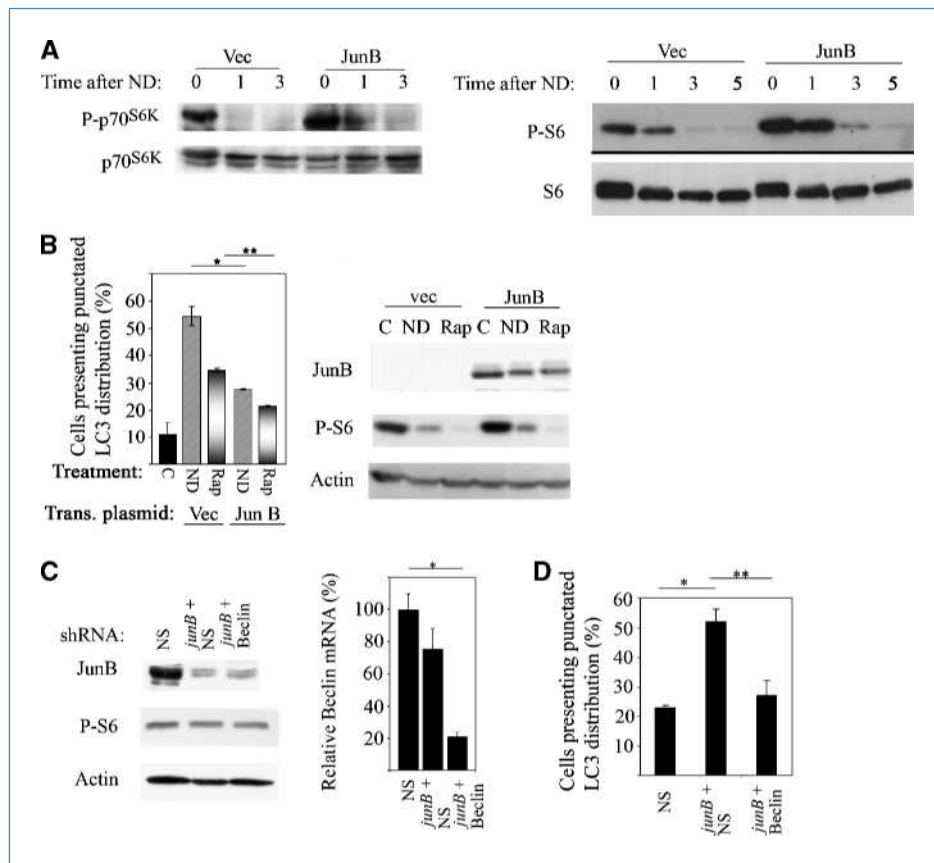 A
Vec JunB
Time after ND: 0 1 3 0 1 3
P-p70S6K
p70S6K
Vec JunB
Time after ND: 0 1 3 5 0 1 3 5
P-S6
S6
B
Cells presenting punctated
LC3 distribution (%)
60
50
40
30
20
10
* **
Treatment: C ND Rap ND Rap
Trans. plasmid: Vec Jun B
vec JunB
C ND Rap C ND Rap
JunB
P-S6
Actin
C
shRNA: NS junB + NS junB + Beclin
JunB
P-S6
Actin
Relative Beclin mRNA (%)
100
80
60
40
20
*
NS junB + NS junB + Beclin
D
Cells presenting punctated
LC3 distribution (%)
60
50
40
30
20
10
* **
NS junB + NS junB + Beclin